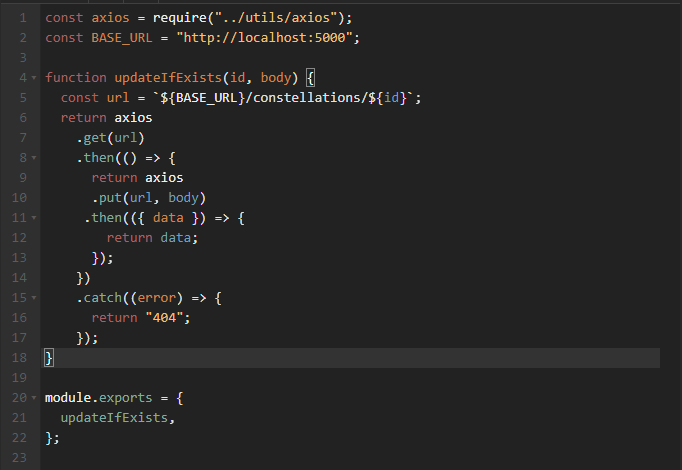 1 const axios = require("../utils/axios");
2 const BASE_URL = "http://localhost:5000";
3
4 function updateIfExists(id, body) {
5   const url = `${BASE_URL}/constellations/${id}`;
6   return axios
7     .get(url)
8     .then(() => {
9       return axios
10       .put(url, body)
11      .then(({ data }) => {
12         return data;
13       });
14     })
15     .catch((error) => {
16       return "404";
17     });
18 }
19
20 module.exports = {
21   updateIfExists,
22 };
23